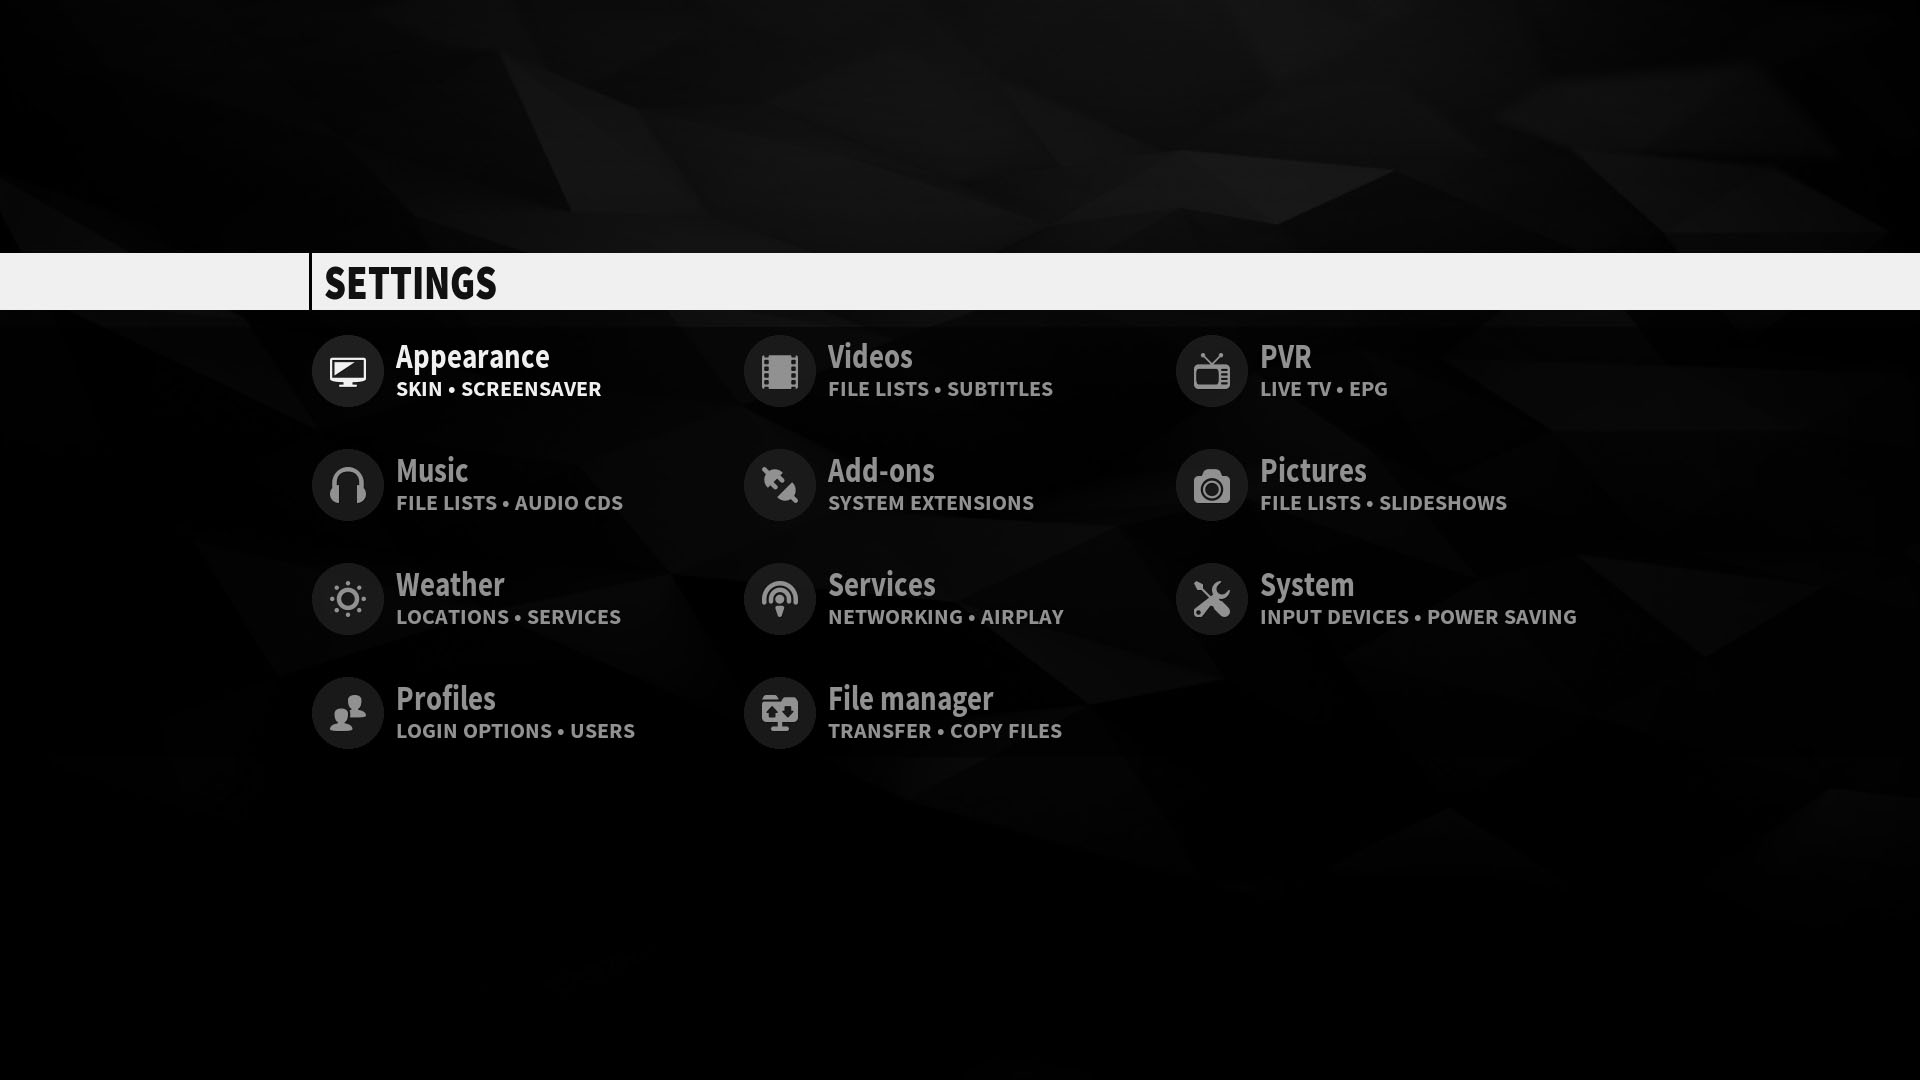 SETTINGS
Appearance
SKIN • SCREENSAVER
Videos
FILE LISTS • SUBTITLES
PVR
LIVE TV • EPG
Music
FILE LISTS • AUDIO CDS
Add-ons
SYSTEM EXTENSIONS
Pictures
FILE LISTS • SLIDESHOWS
Weather
LOCATIONS • SERVICES
Services
NETWORKING • AIRPLAY
System
INPUT DEVICES • POWER SAVING
Profiles
LOGIN OPTIONS • USERS
File manager
TRANSFER • COPY FILES